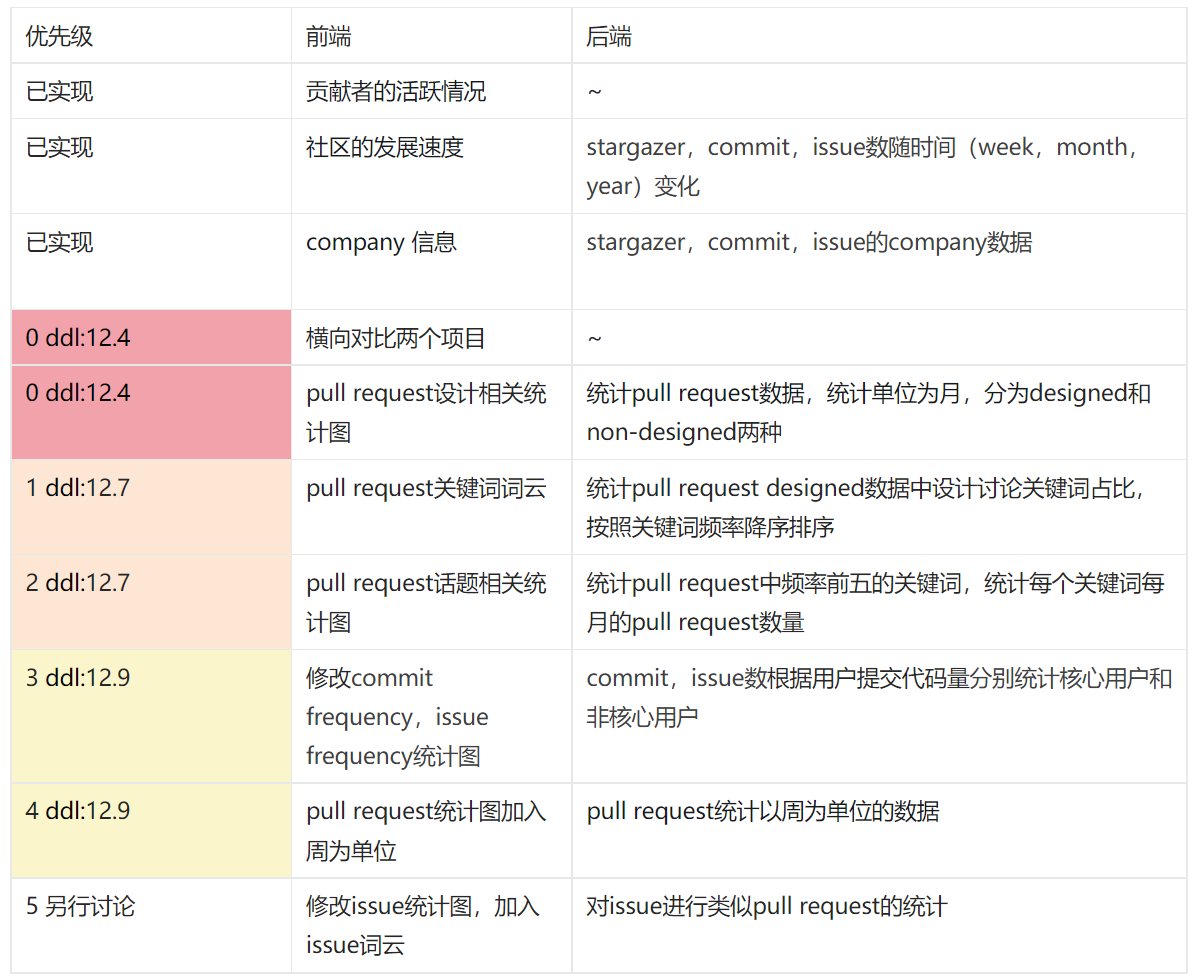 优先级 前端 后端
已实现 贡献者的活跃情况 ~
已实现 社区的发展速度 stargazer，commit，issue数随时间（week，month，
year）变化
已实现 company 信息 stargazer，commit，issue的company数据
0 ddl:12.4 横向对比两个项目 ~
0 ddl:12.4 pull request设计相关统 统计pull request数据，统计单位为月，分为designed和
计图 non-designed两种
1 ddl:12.7 pull request关键词词云 统计pull request designed数据中设计讨论关键词占比，
按照关键词频率降序排序
2 ddl:12.7 pull request话题相关统 统计pull request中频率前五的关键词，统计每个关键词每
计图 月的pull request数量
3 ddl:12.9 修改commit commit，issue数根据用户提交代码量分别统计核心用户和
frequency，issue 非核心用户
frequency统计图
4 ddl:12.9 pull request统计图加入 pull request统计以周为单位的数据
周为单位
5 另行讨论 修改issue统计图，加入 对issue进行类似pull request的统计
issue词云